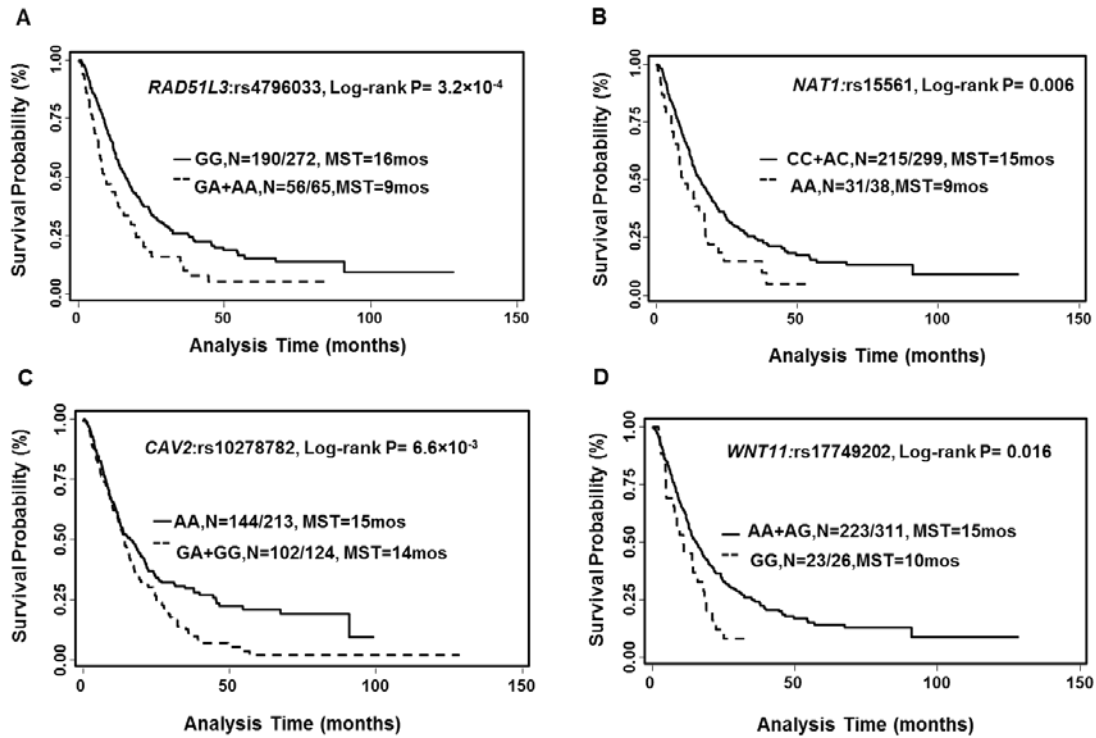 A
Survival Probability (%)
1.00
0.75
0.50
0.25
0.00
RAD51L3:rs4796033, Log-rank P= 3.2×10⁻⁴
GG,N=190/272, MST=16mos
GA+AA,N=56/65,MST=9mos
0 50 100 150
Analysis Time (months)
B
Survival Probability (%)
1.00
0.75
0.50
0.25
0.00
NAT1:rs15561, Log-rank P= 0.006
CC+AC,N=215/299, MST=15mos
AA,N=31/38,MST=9mos
0 50 100 150
Analysis Time (months)
C
Survival Probability (%)
1.00
0.75
0.50
0.25
0.00
CAV2:rs10278782, Log-rank P= 6.6×10⁻³
AA,N=144/213, MST=15mos
GA+GG,N=102/124, MST=14mos
0 50 100 150
Analysis Time (months)
D
Survival Probability (%)
1.00
0.75
0.50
0.25
0.00
WNT11:rs17749202, Log-rank P= 0.016
AA+AG,N=223/311, MST=15mos
GG,N=23/26,MST=10mos
0 50 100 150
Analysis Time (months)